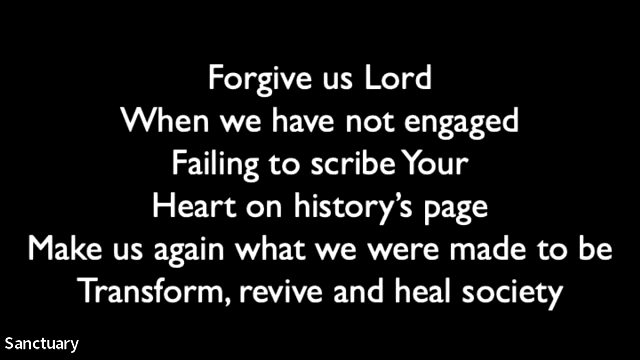 Forgive us Lord
When we have not engaged
Failing to scribe Your
Heart on history's page
Make us again what we were made to be
Transform, revive and heal society
Sanctuary